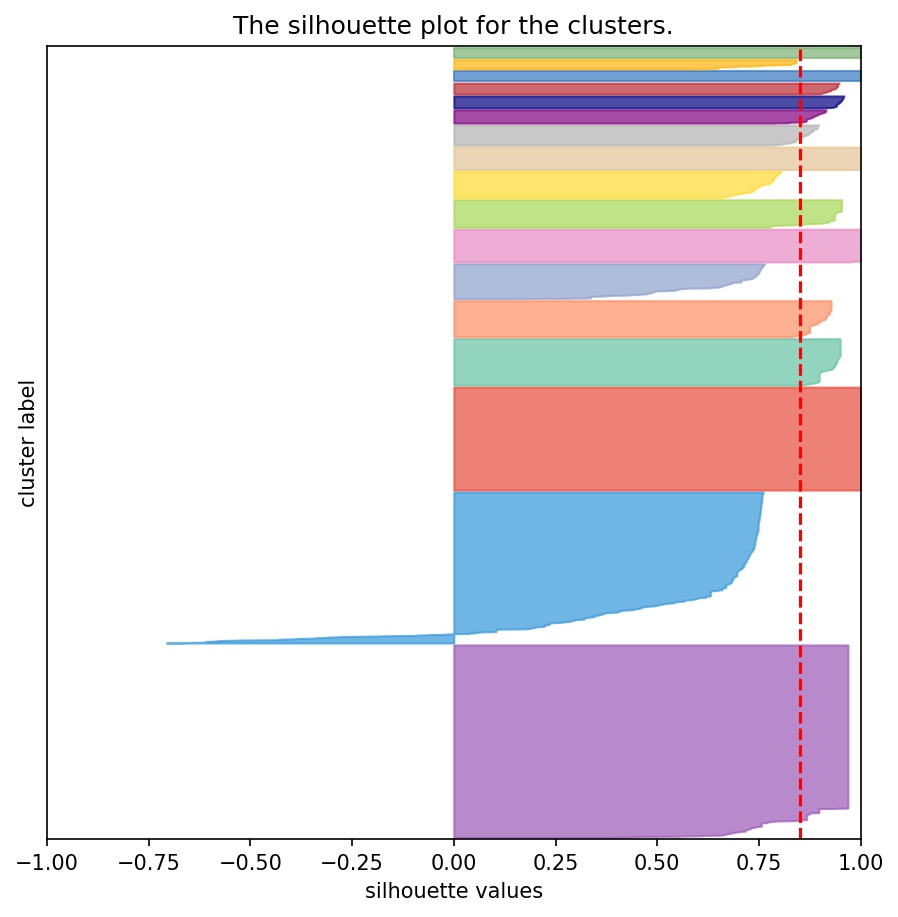 The silhouette plot for the clusters.
cluster label
−1.00 −0.75 −0.50 −0.25 0.00 0.25 0.50 0.75 1.00
silhouette values